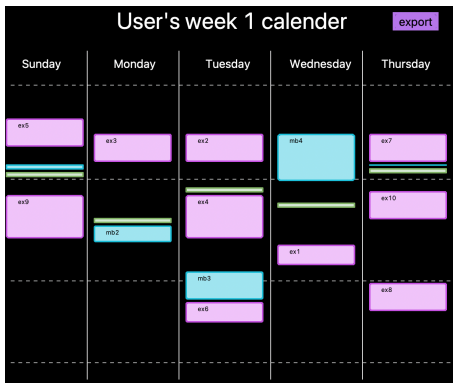 User's week 1 calender
export
Sunday Monday Tuesday Wednesday Thursday
ex5
ex3 ex2 mb4 ex7
ex9 ex4 ex10
mb2
ex1
mb3
ex8
ex6